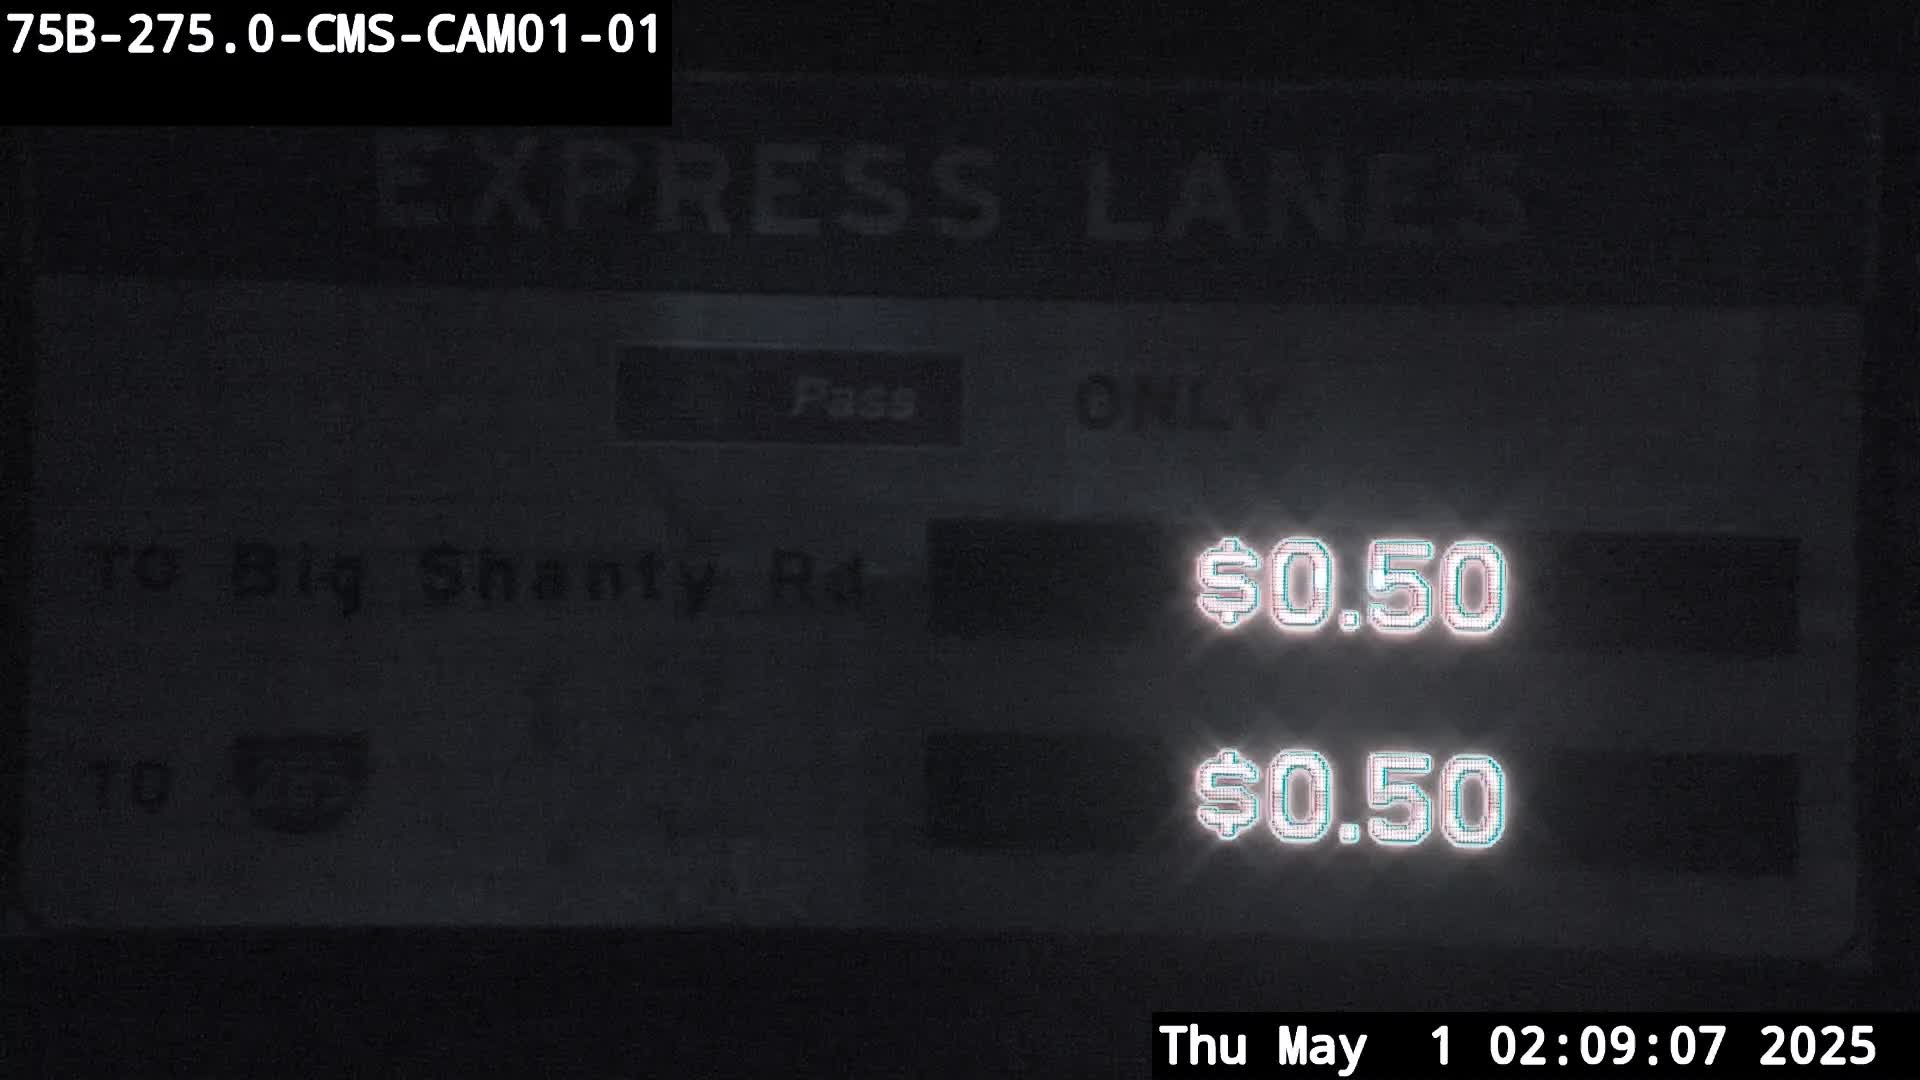 75B-275.0-CMS-CAM01-01
EXPRESS LANES
Pass ONLY
TO Big Shanty Rd $0.50
TO $0.50
Thu May 1 02:09:07 2025